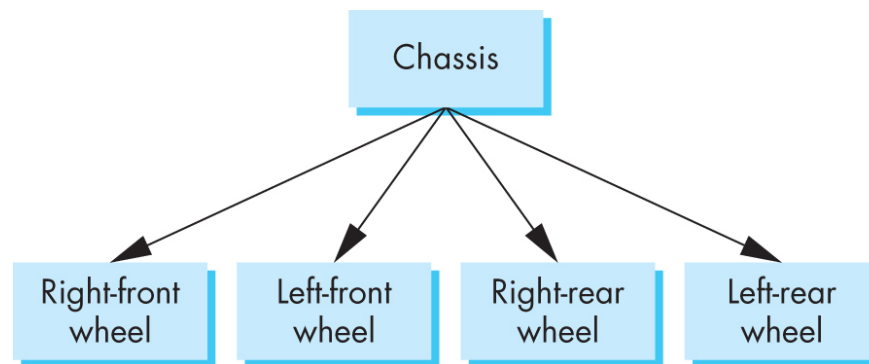 Chassis
Right-front
wheel
Left-front
wheel
Right-rear
wheel
Left-rear
wheel